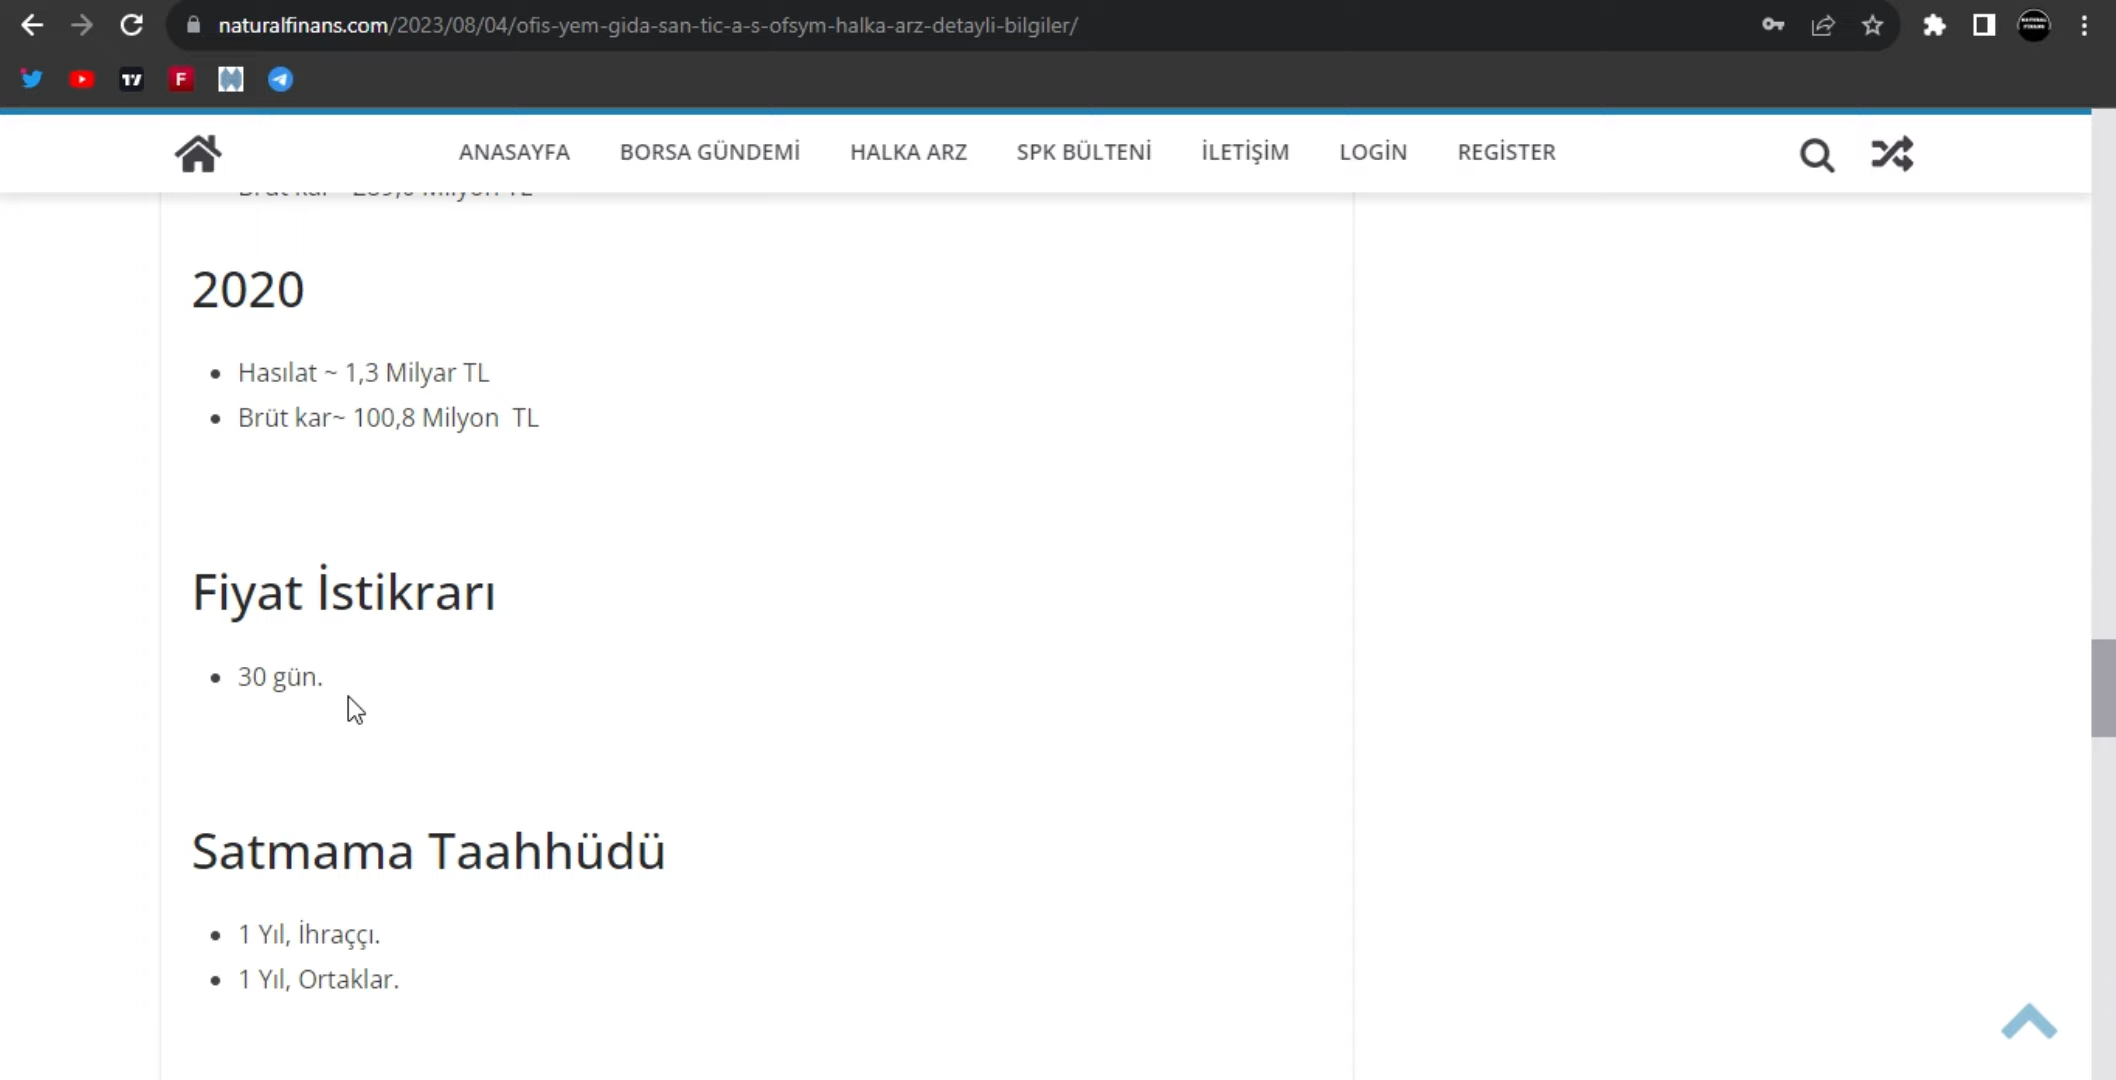 naturalfinans.com/2023/08/04/ofis-yem-gida-san-tic-a-s-ofsym-halka-arz-detayli-bilgiler/
ANASAYFA BORSA GÜNDEMİ HALKA ARZ SPK BÜLTENİ İLETİŞİM LOGİN REGİSTER
2020
• Hasılat ~ 1,3 Milyar TL
• Brüt kar~ 100,8 Milyon TL
Fiyat İstikrarı
• 30 gün.
Satmama Taahhüdü
• 1 Yıl, İhraççı.
• 1 Yıl, Ortaklar.